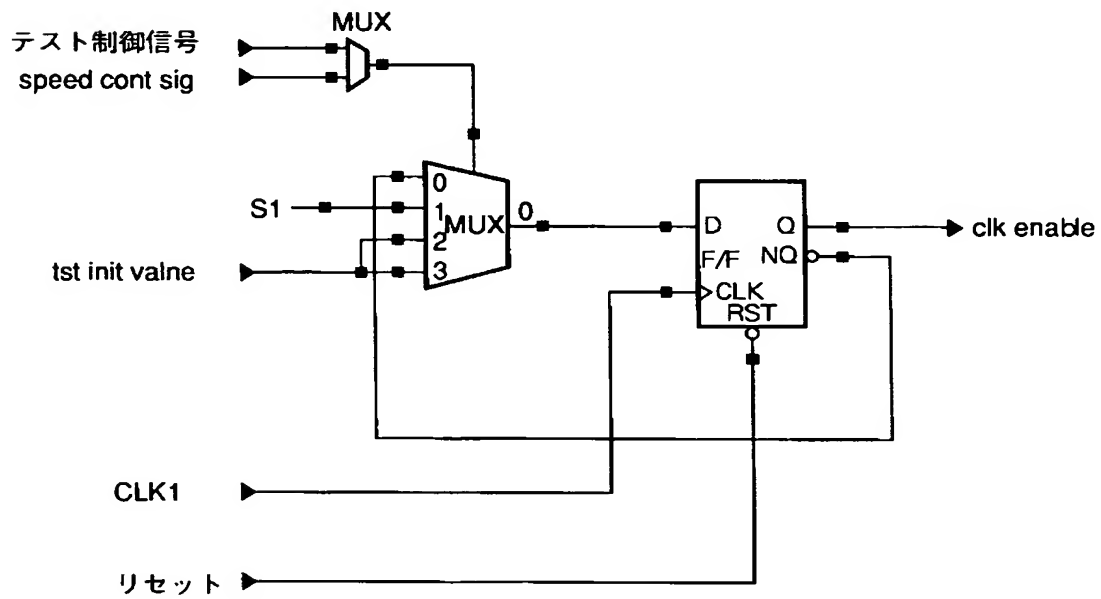 MUX
テスト制御信号
speed cont sig
0
S1
1
MUX
0
2
tst init valne
3
D
Q
clk enable
F/F
NQ
CLK
RST
CLK1
リセット